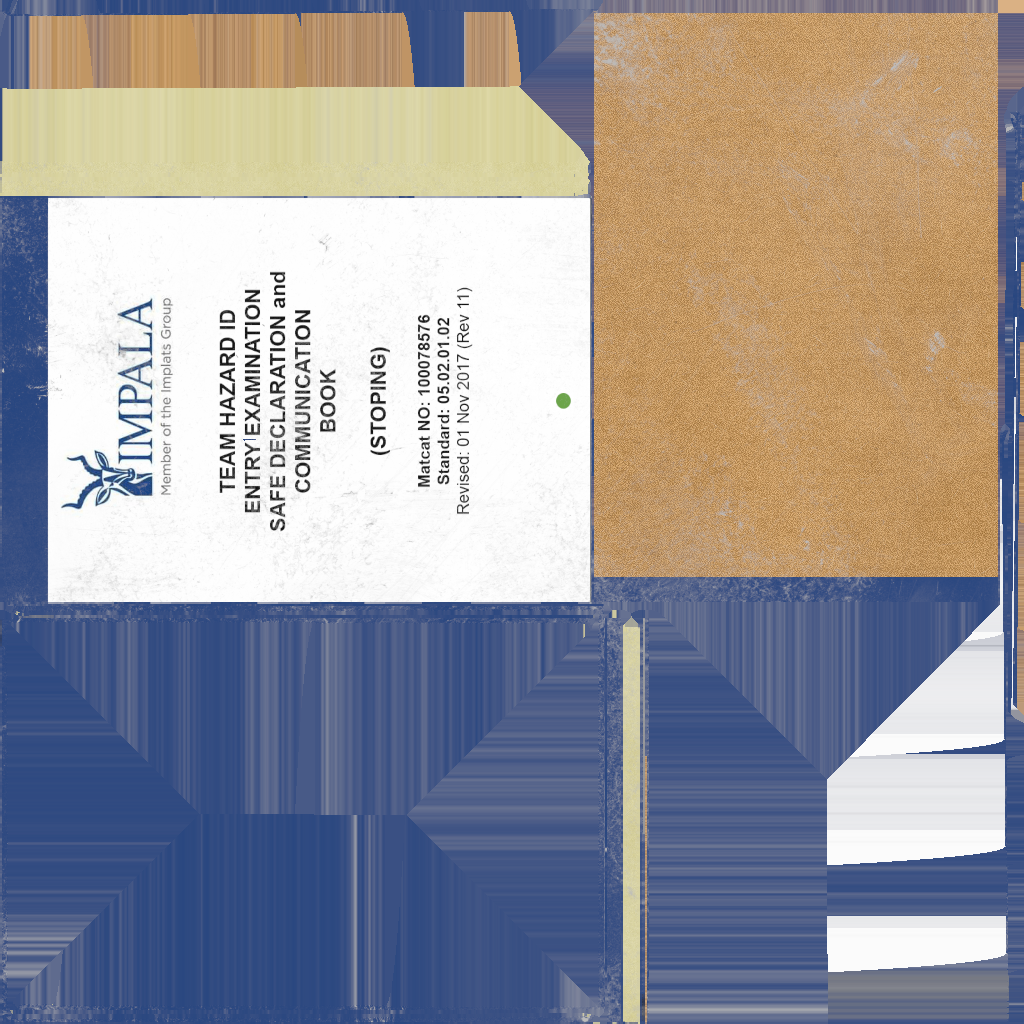 IMPALA
Member of the Implats Group
TEAM HAZARD ID
ENTRY EXAMINATION
SAFE DECLARATION and
COMMUNICATION
BOOK
(STOPING)
Matcat NO: 100078576
Standard: 05.02.01.02
Revised: 01 Nov 2017 (Rev 11)